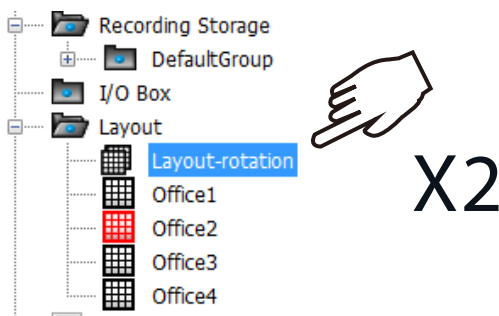 Recording Storage
DefaultGroup
I/O Box
Layout
Layout-rotation
X2
Office1
Office2
Office3
Office4